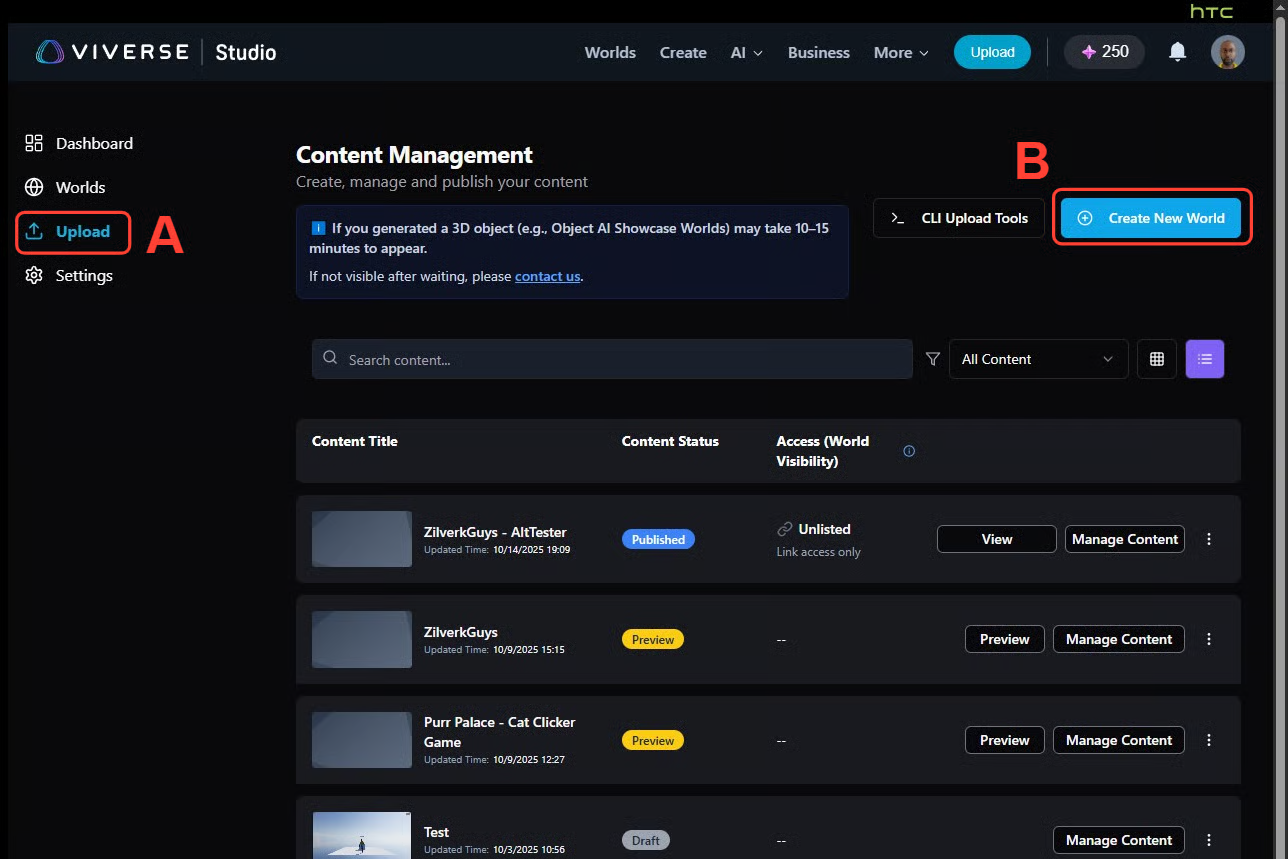 hTC
VIVERSE | Studio
Worlds Create AI Business More Upload 250
Dashboard
Worlds
Upload
Settings
A
Content Management
Create, manage and publish your content
B
If you generated a 3D object (e.g., Object AI Showcase Worlds) may take 10–15
minutes to appear.
If not visible after waiting, please contact us.
CLI Upload Tools
Create New World
Search content...
All Content
Content Title Content Status Access (World
Visibility)
ZilverkGuys - AltTester
Updated Time: 10/14/2025 19:09
Published
Unlisted
Link access only
View Manage Content
ZilverkGuys
Updated Time: 10/9/2025 15:15
Preview
--
Preview Manage Content
Purr Palace - Cat Clicker
Game
Updated Time: 10/9/2025 12:27
Preview
--
Preview Manage Content
Test
Updated Time: 10/3/2025 10:56
Draft
--
Manage Content